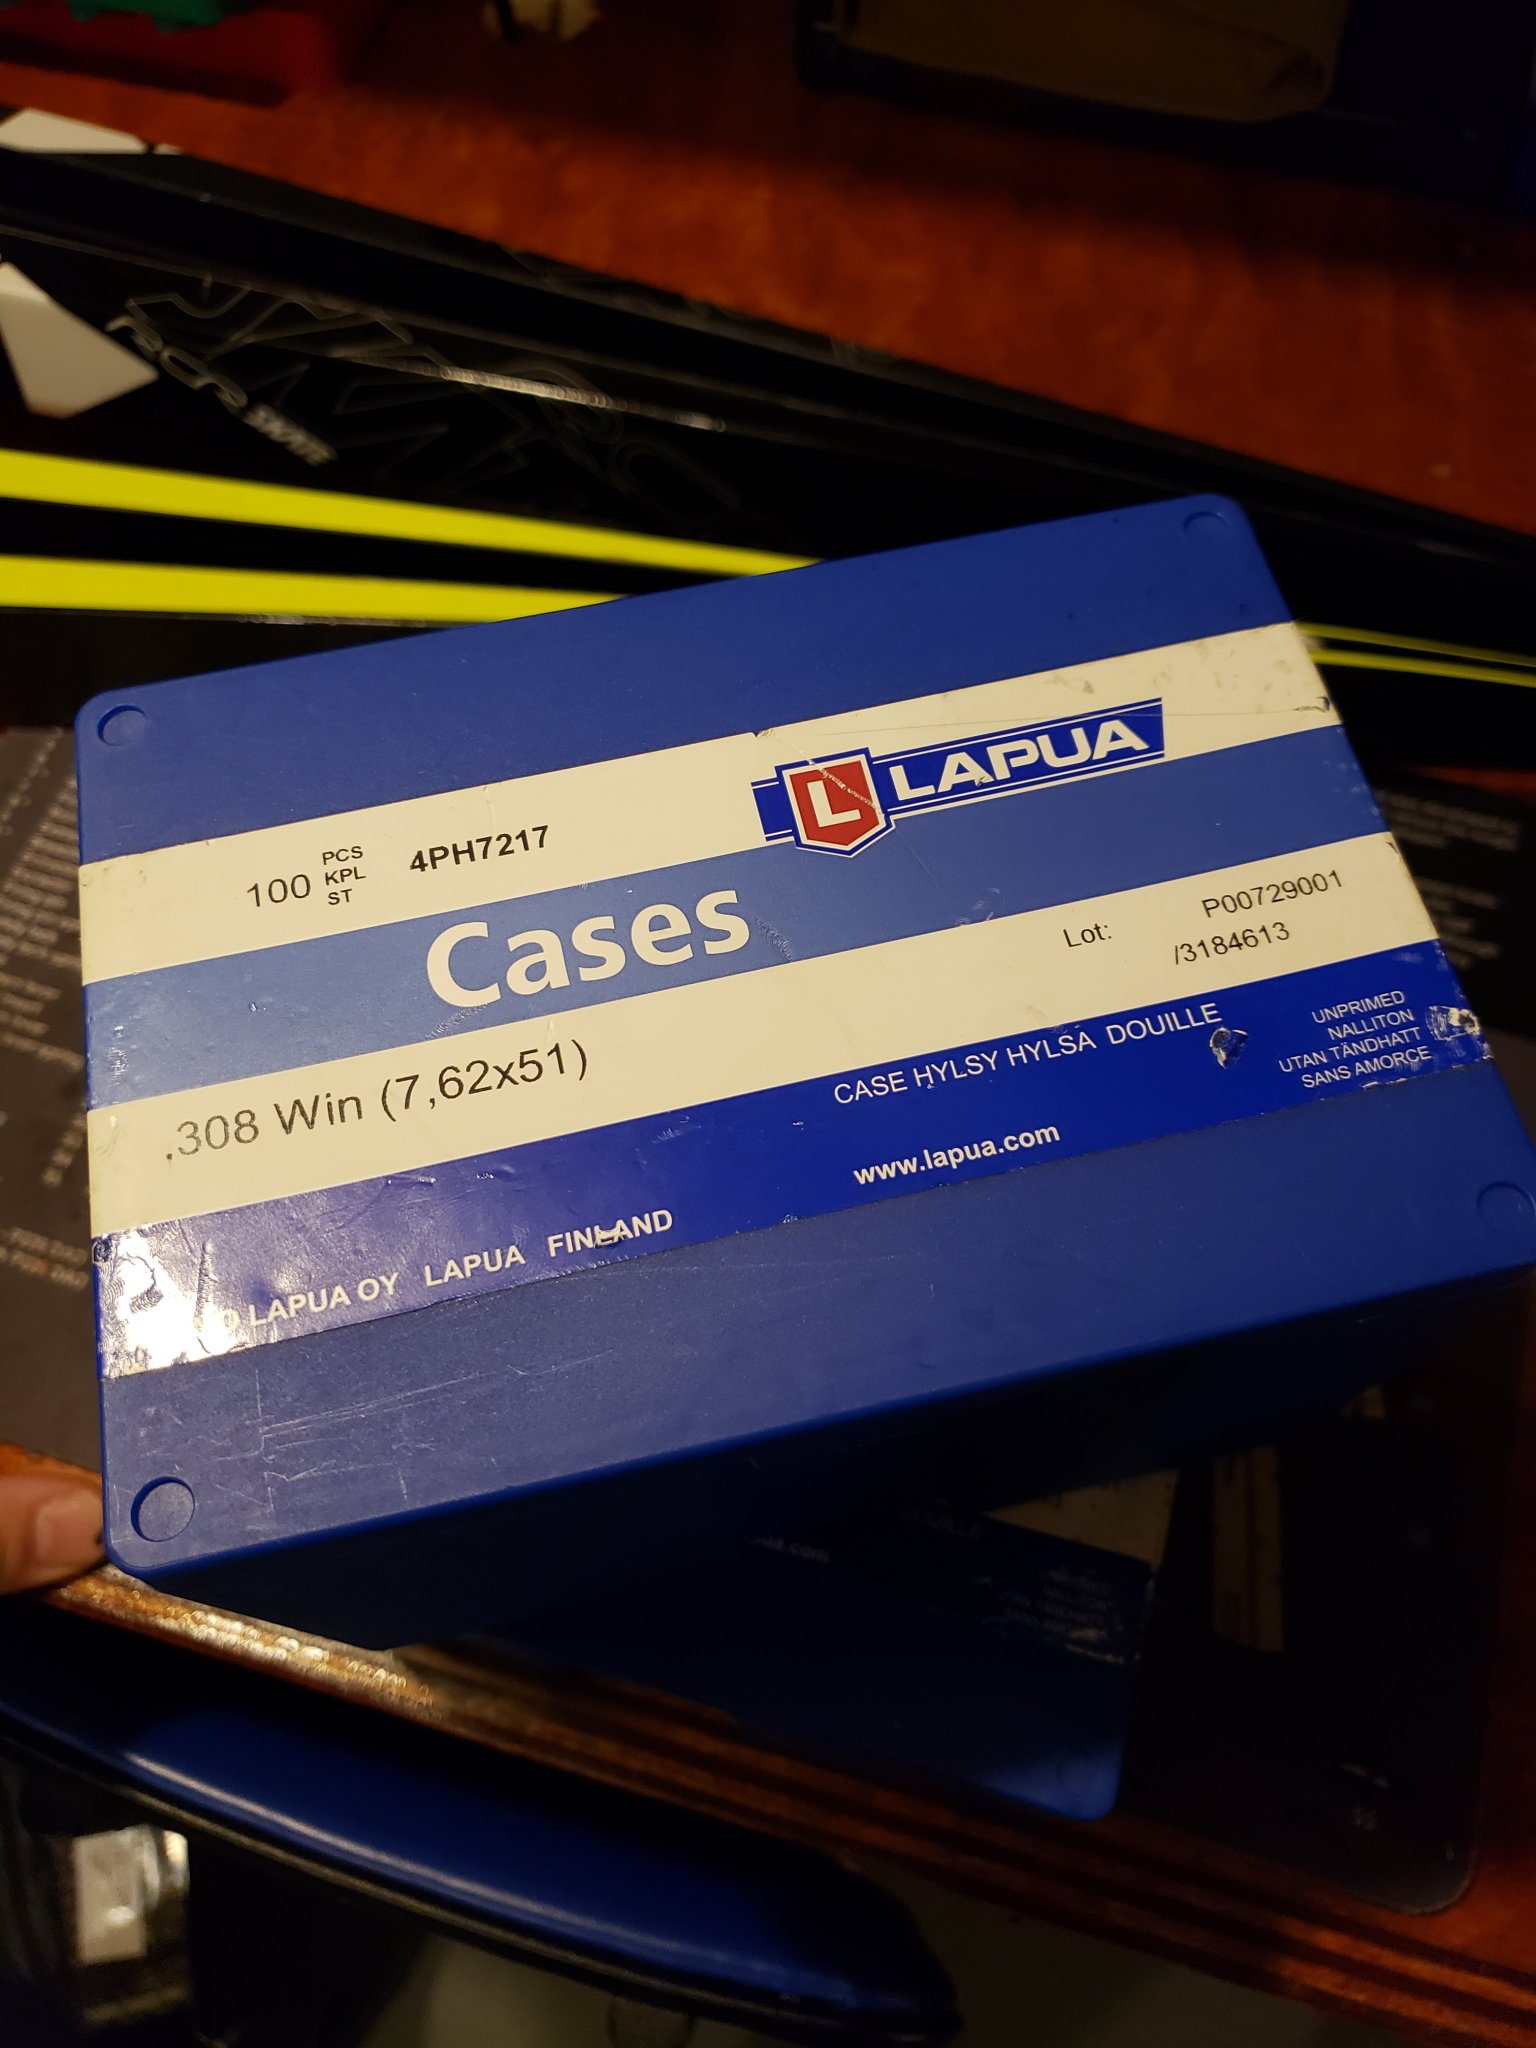 LAPUA
L
100 PCS KPL ST 4PH7217
Cases
Lot: P00729001
/3184613
.308 Win (7,62x51)
CASE HYLSY HYLSA DOUILLE
UNPRIMED
NALLITON
UTAN TÄNDHATT
SANS AMORCE
www.lapua.com
LAPUA OY LAPUA FINLAND
DOUILLE